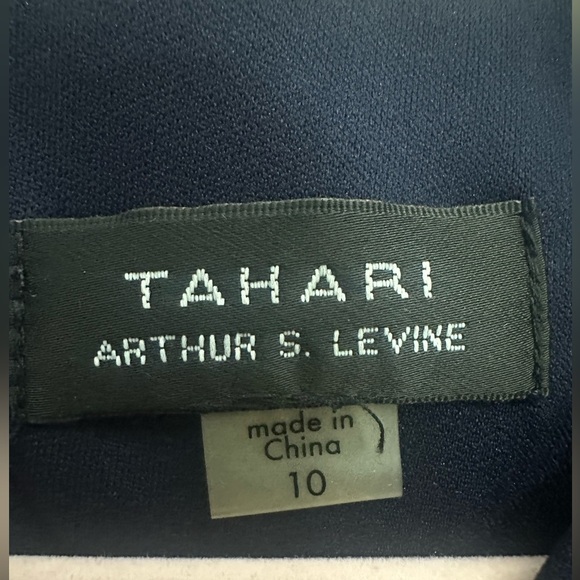 TAHARI
ARTHUR S. LEVINE
made in
China
10